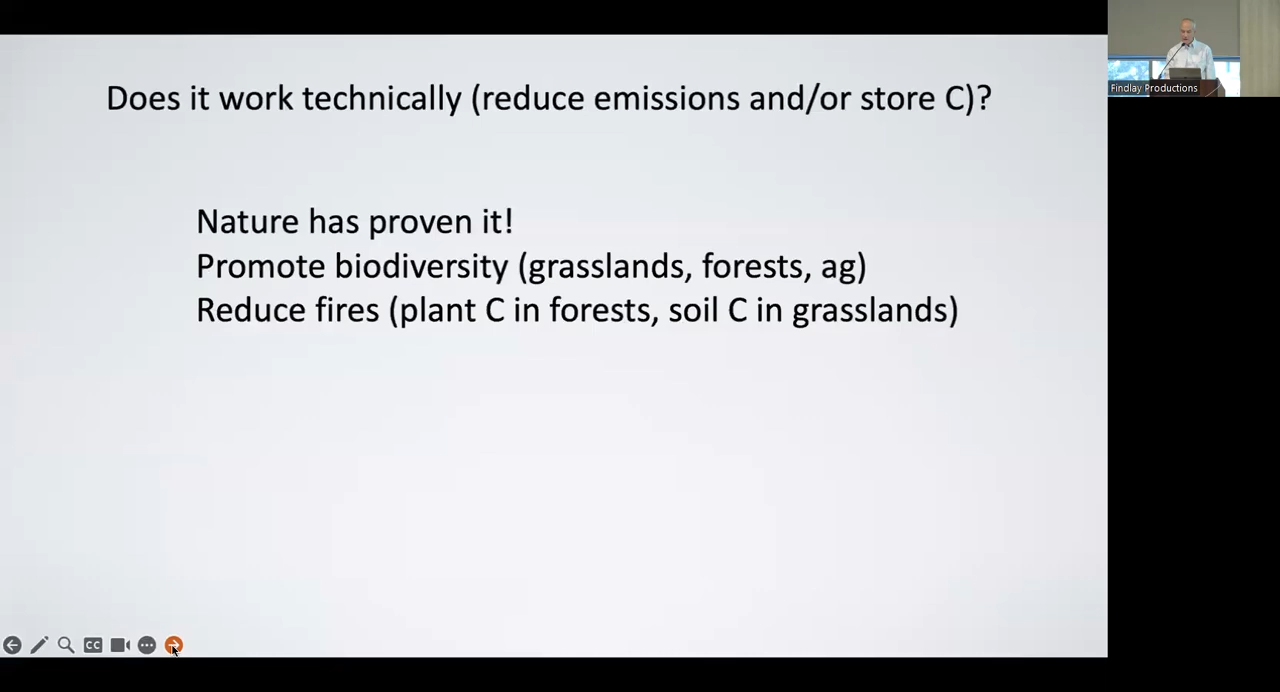 Does it work technically (reduce emissions and/or store C)?
Nature has proven it!
Promote biodiversity (grasslands, forests, ag)
Reduce fires (plant C in forests, soil C in grasslands)
CC
Findlay Productions